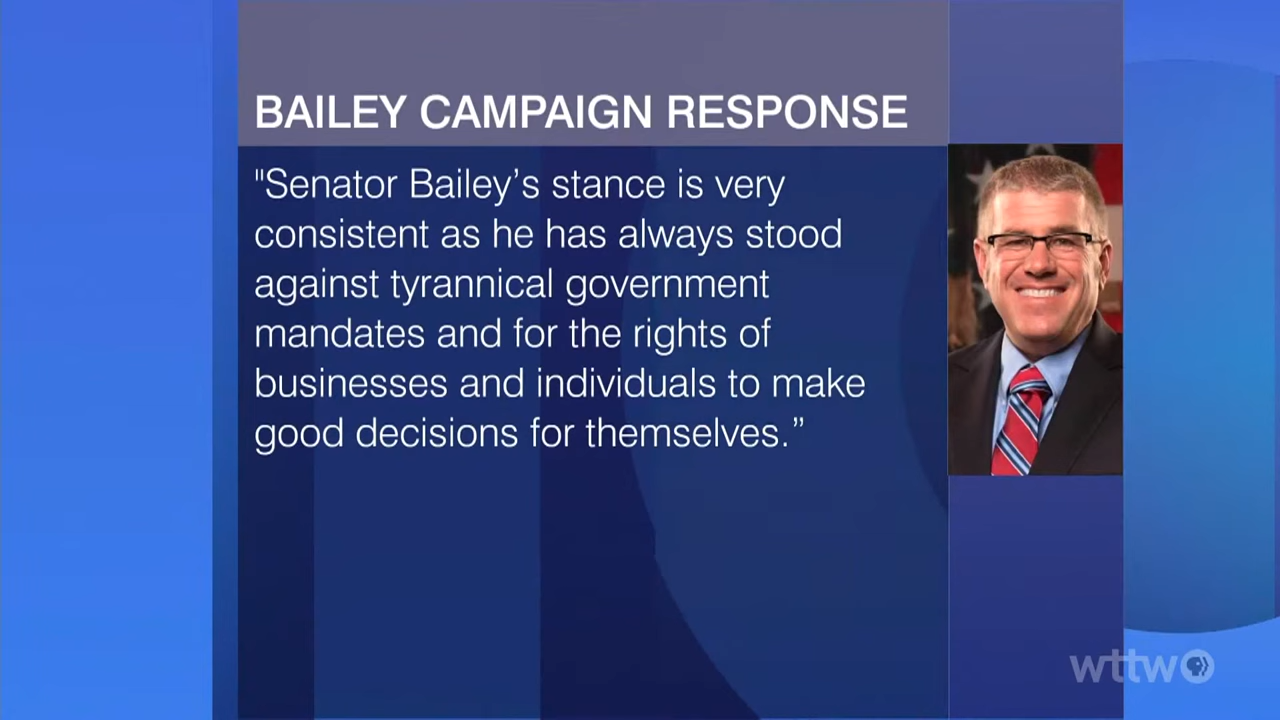 BAILEY CAMPAIGN RESPONSE
"Senator Bailey’s stance is very
consistent as he has always stood
against tyrannical government
mandates and for the rights of
businesses and individuals to make
good decisions for themselves.”
wttw